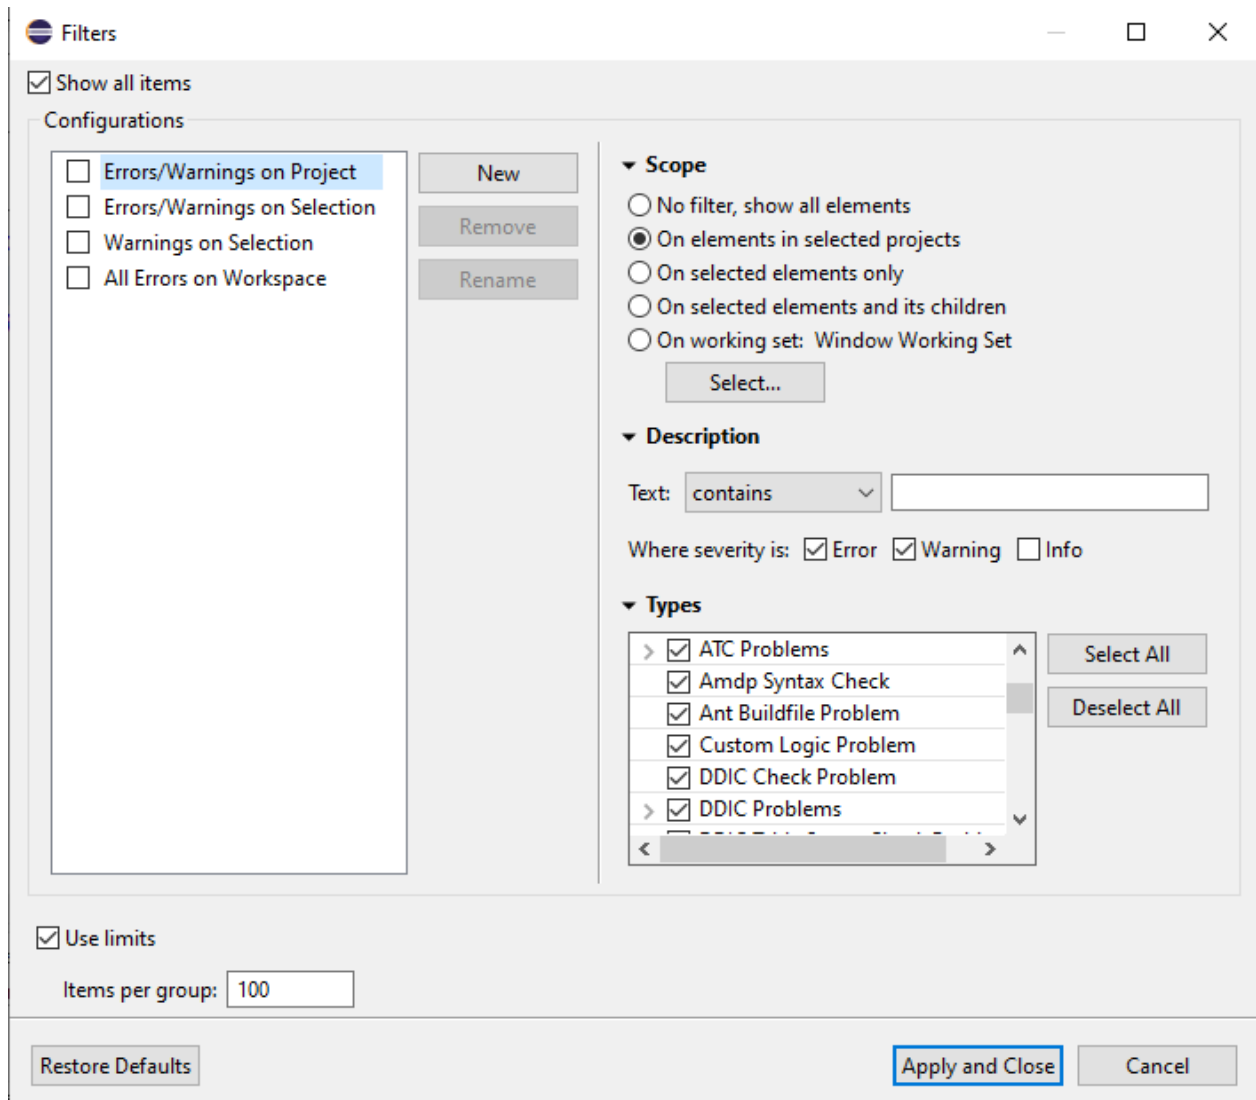 Filters
Show all items
Configurations
Errors/Warnings on Project
Errors/Warnings on Selection
Warnings on Selection
All Errors on Workspace
New
Remove
Rename
Scope
No filter, show all elements
On elements in selected projects
On selected elements only
On selected elements and its children
On working set:  Window Working Set
Select...
Description
Text: contains
Where severity is: Error Warning Info
Types
ATC Problems
Amdp Syntax Check
Ant Buildfile Problem
Custom Logic Problem
DDIC Check Problem
DDIC Problems
Select All
Deselect All
Use limits
Items per group: 100
Restore Defaults
Apply and Close
Cancel